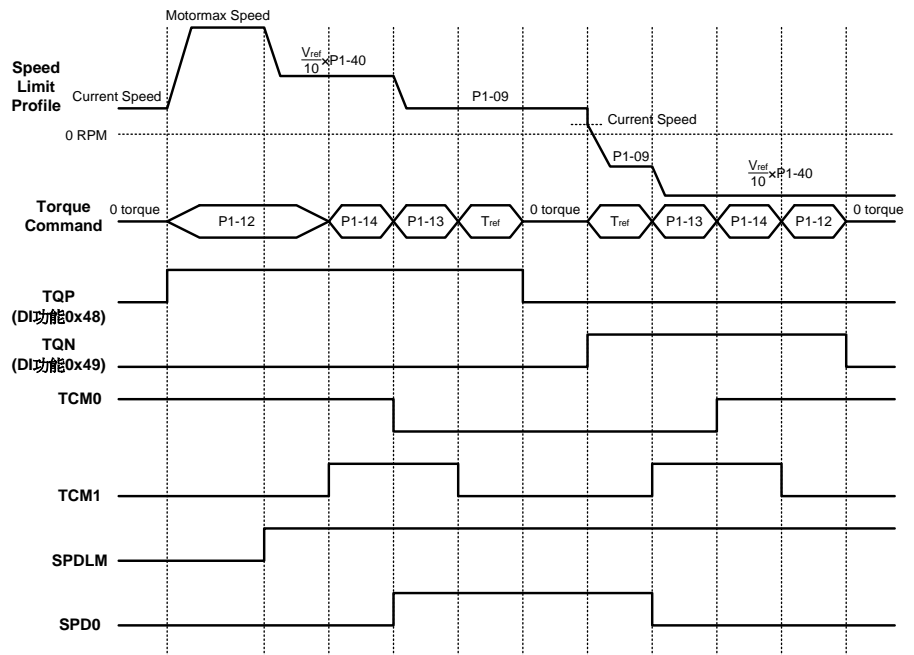 Motormax Speed
Vref/10 ×P1-40
Speed
Limit
Profile
Current Speed
P1-09
Current Speed
0 RPM
P1-09
Vref/10 ×P1-40
Torque
Command
0 torque
P1-12
P1-14
P1-13
Tref
0 torque
Tref
P1-13
P1-14
P1-12
0 torque
TQP
(DI功能0x48)
TQN
(DI功能0x49)
TCM0
TCM1
SPDLM
SPD0